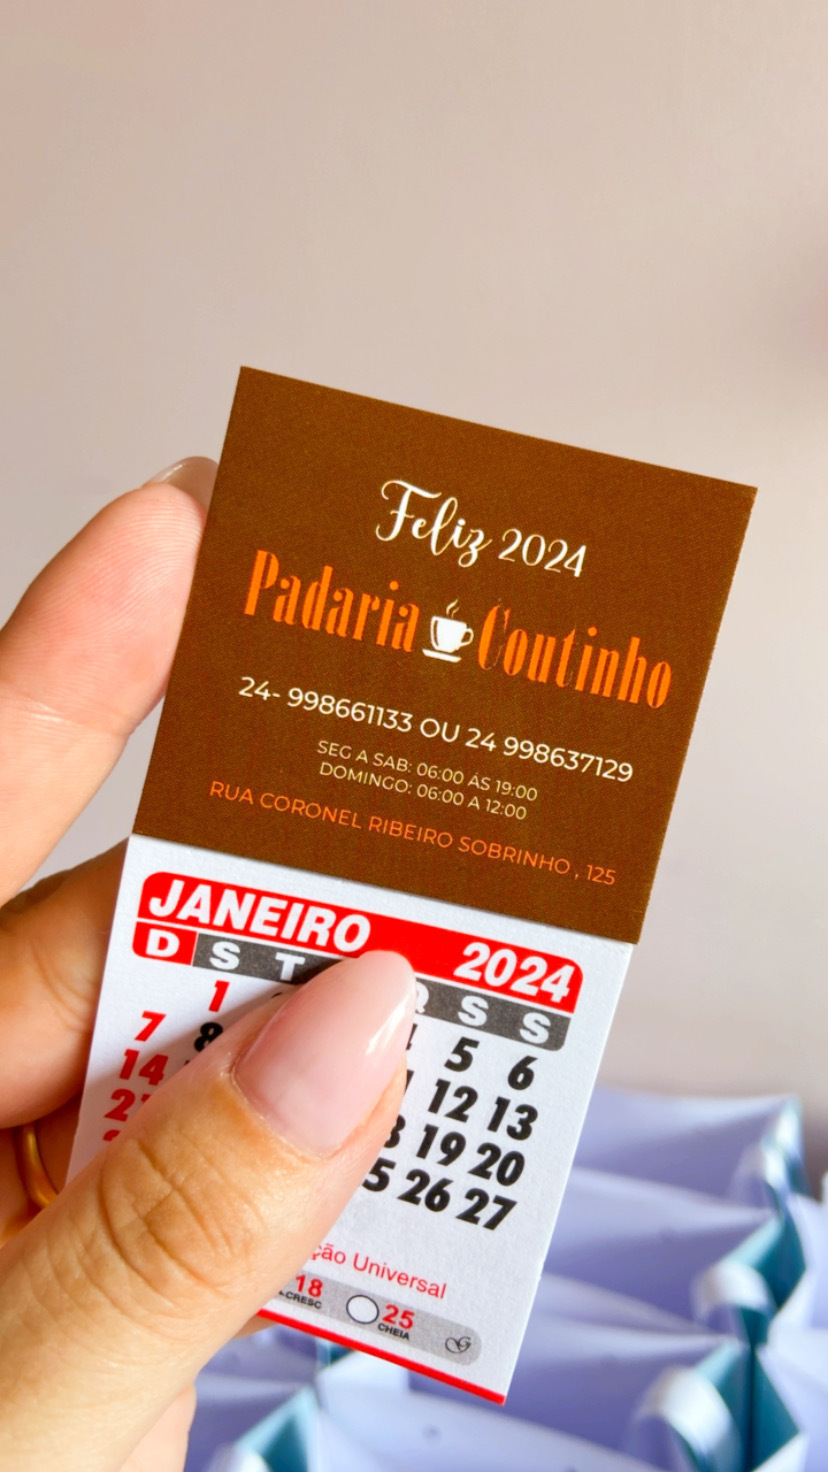 Feliz 2024
Padaria Coutinho
24- 998661133 OU 24 998637129
SEG A SAB: 06:00 ÁS 19:00
DOMINGO: 06:00 A 12:00
RUA CORONEL RIBEIRO SOBRINHO , 125
JANEIRO 2024
D S T S S
1 5 6
7 8 12 13
14 19 20
26 27
Universal
18 25
CHEIA